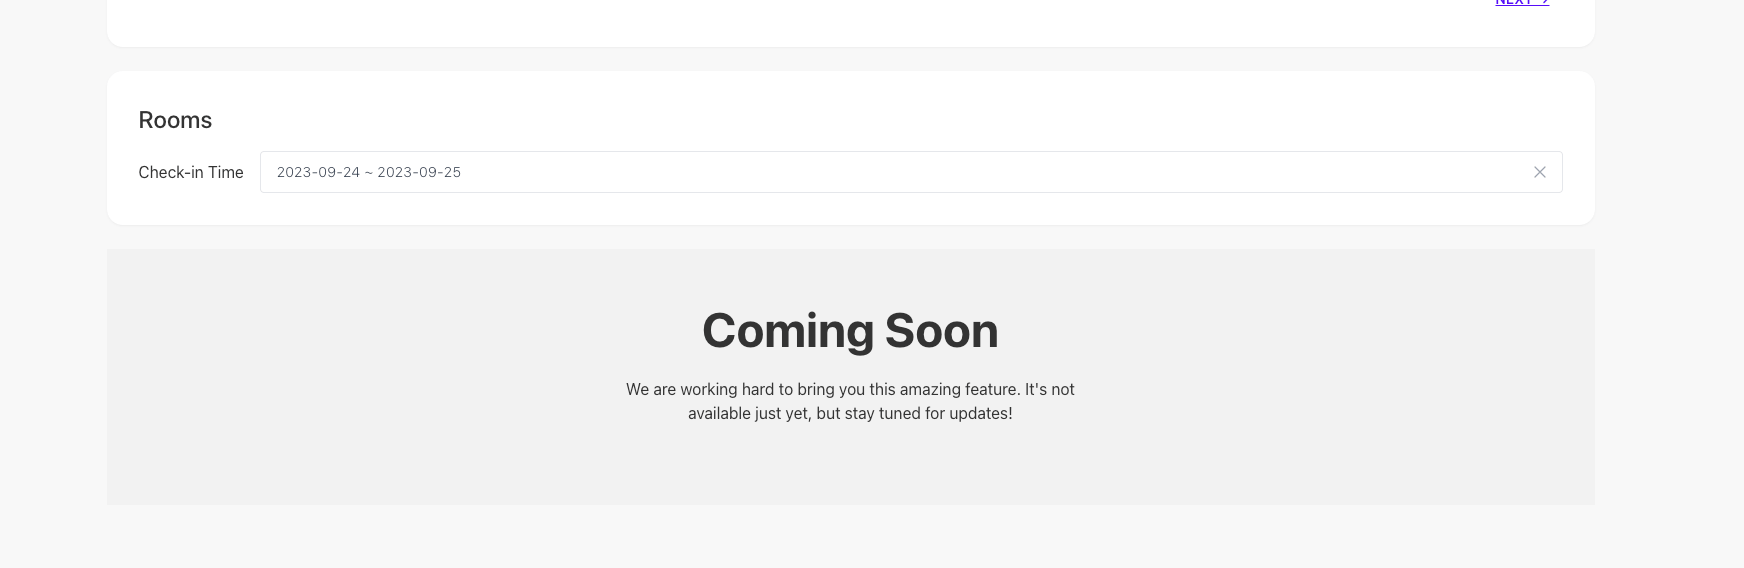 NEXT
Rooms
Check-in Time
2023-09-24 ~ 2023-09-25
Coming Soon
We are working hard to bring you this amazing feature. It's not
available just yet, but stay tuned for updates!